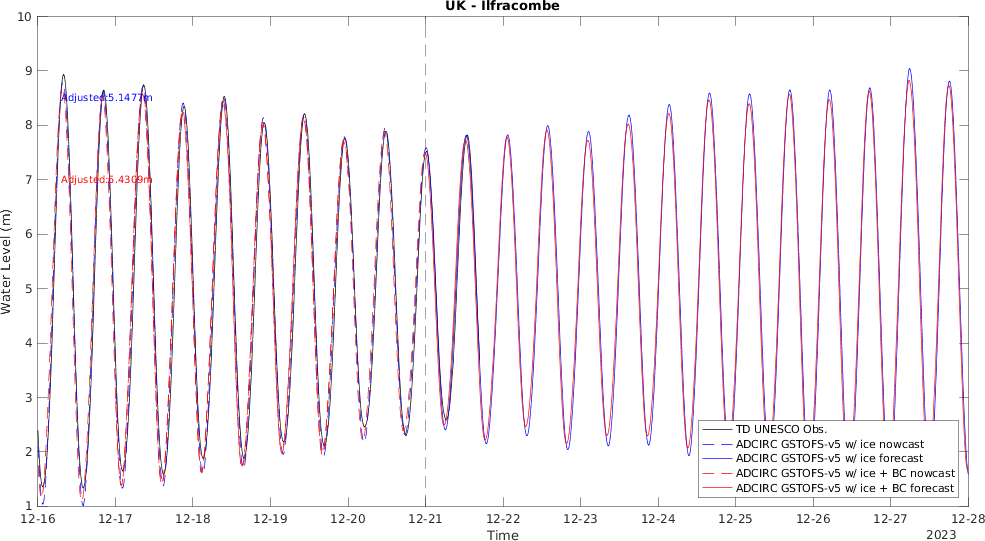 UK - Ilfracombe
10
9
8
7
6
5
4
3
2
1
Water Level (m)
Adjusted:5.1477m
Adjusted:5.4309m
TD UNESCO Obs.
ADCIRC GSTOFS-v5 w/ ice nowcast
ADCIRC GSTOFS-v5 w/ ice forecast
ADCIRC GSTOFS-v5 w/ ice + BC nowcast
ADCIRC GSTOFS-v5 w/ ice + BC forecast
12-16 12-17 12-18 12-19 12-20 12-21 12-22 12-23 12-24 12-25 12-26 12-27 12-28
Time
2023